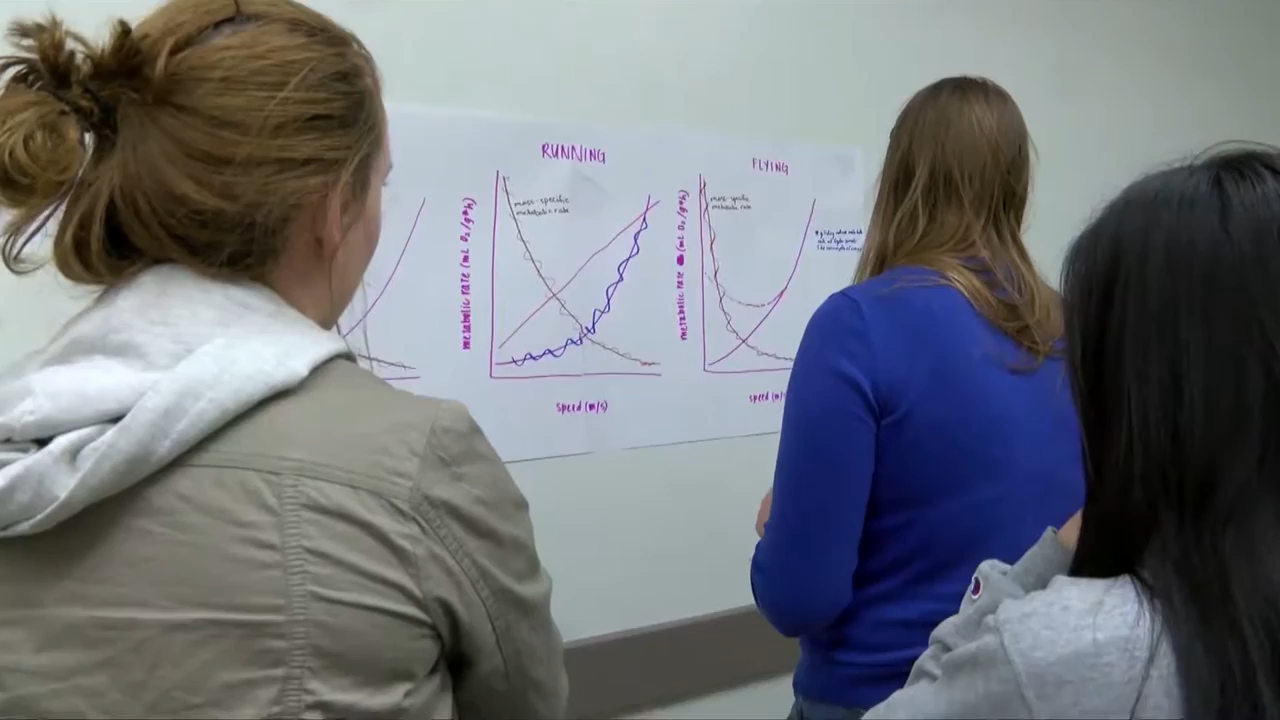 RUNNING
FLYING
mass-specific
metabolic rate
mass-specific
metabolic rate
metabolic rate (mL O₂/g*h)
metabolic rate (mL O₂/g*h)
speed (m/s)
speed (m/s